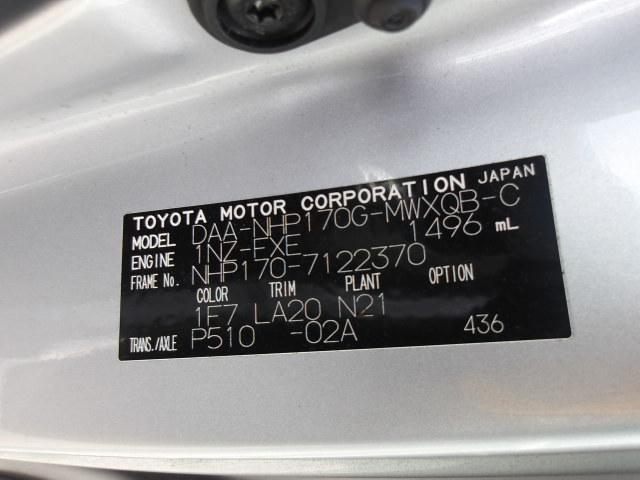 TOYOTA MOTOR CORPORATION JAPAN
MODEL DAA-NHP170G-MWXQB-C
ENGINE 1NZ-FXE 1496 mL
FRAME No. NHP170-7122370
COLOR TRIM PLANT OPTION
1F7 LA20 N21
TRANS./AXLE P510 -02A 436